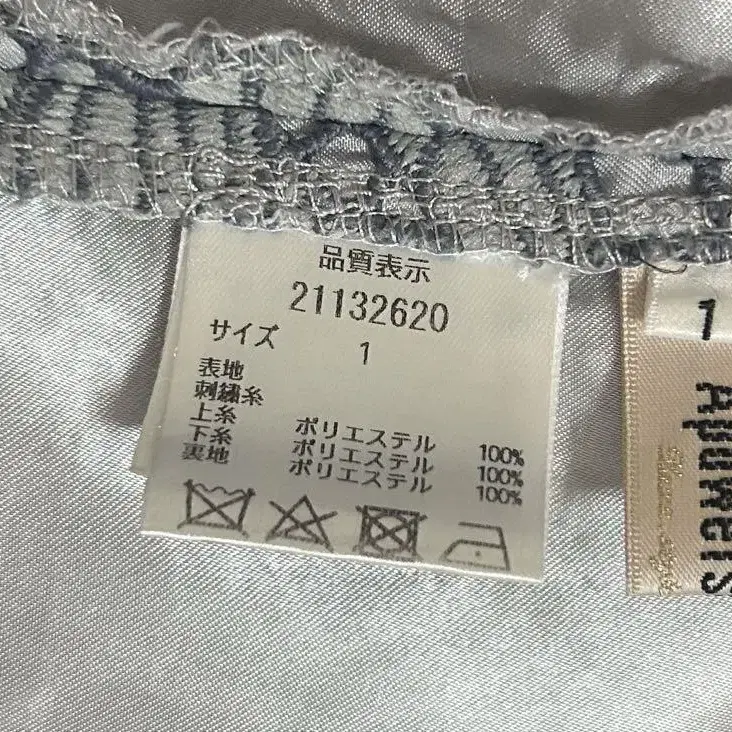 品質表示
21132620
サイズ 1
表地
刺繍糸
上糸 ポリエステル 100%
下糸 ポリエステル 100%
裏地 ポリエステル 100%
1
Apuweis